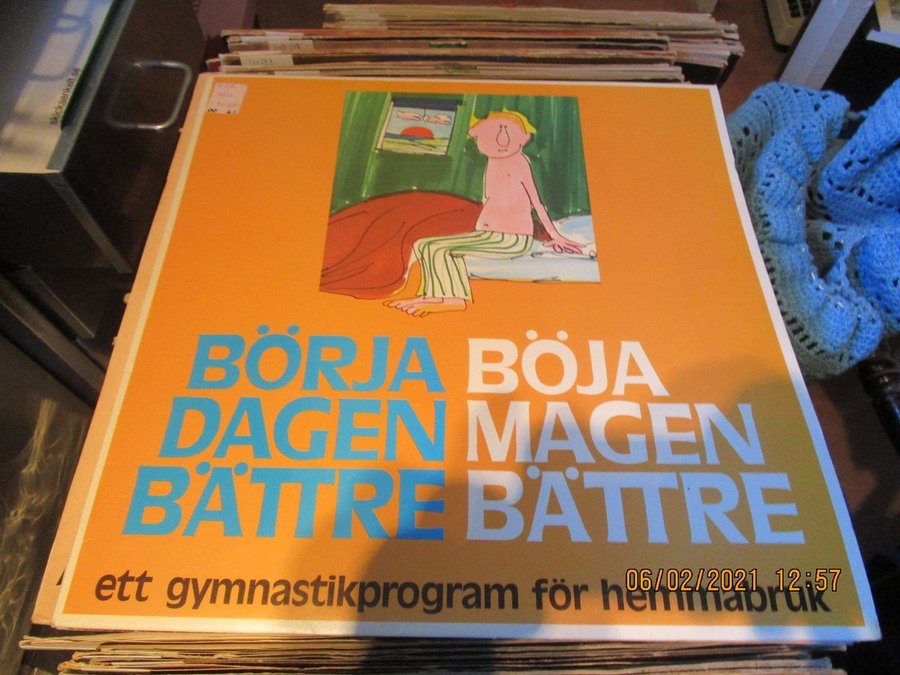 BÖRJA
DAGEN
BÄTTRE
BÖJA
MAGEN
BÄTTRE
ett gymnastikprogram för hemmabruk
06/02/2021 12:57